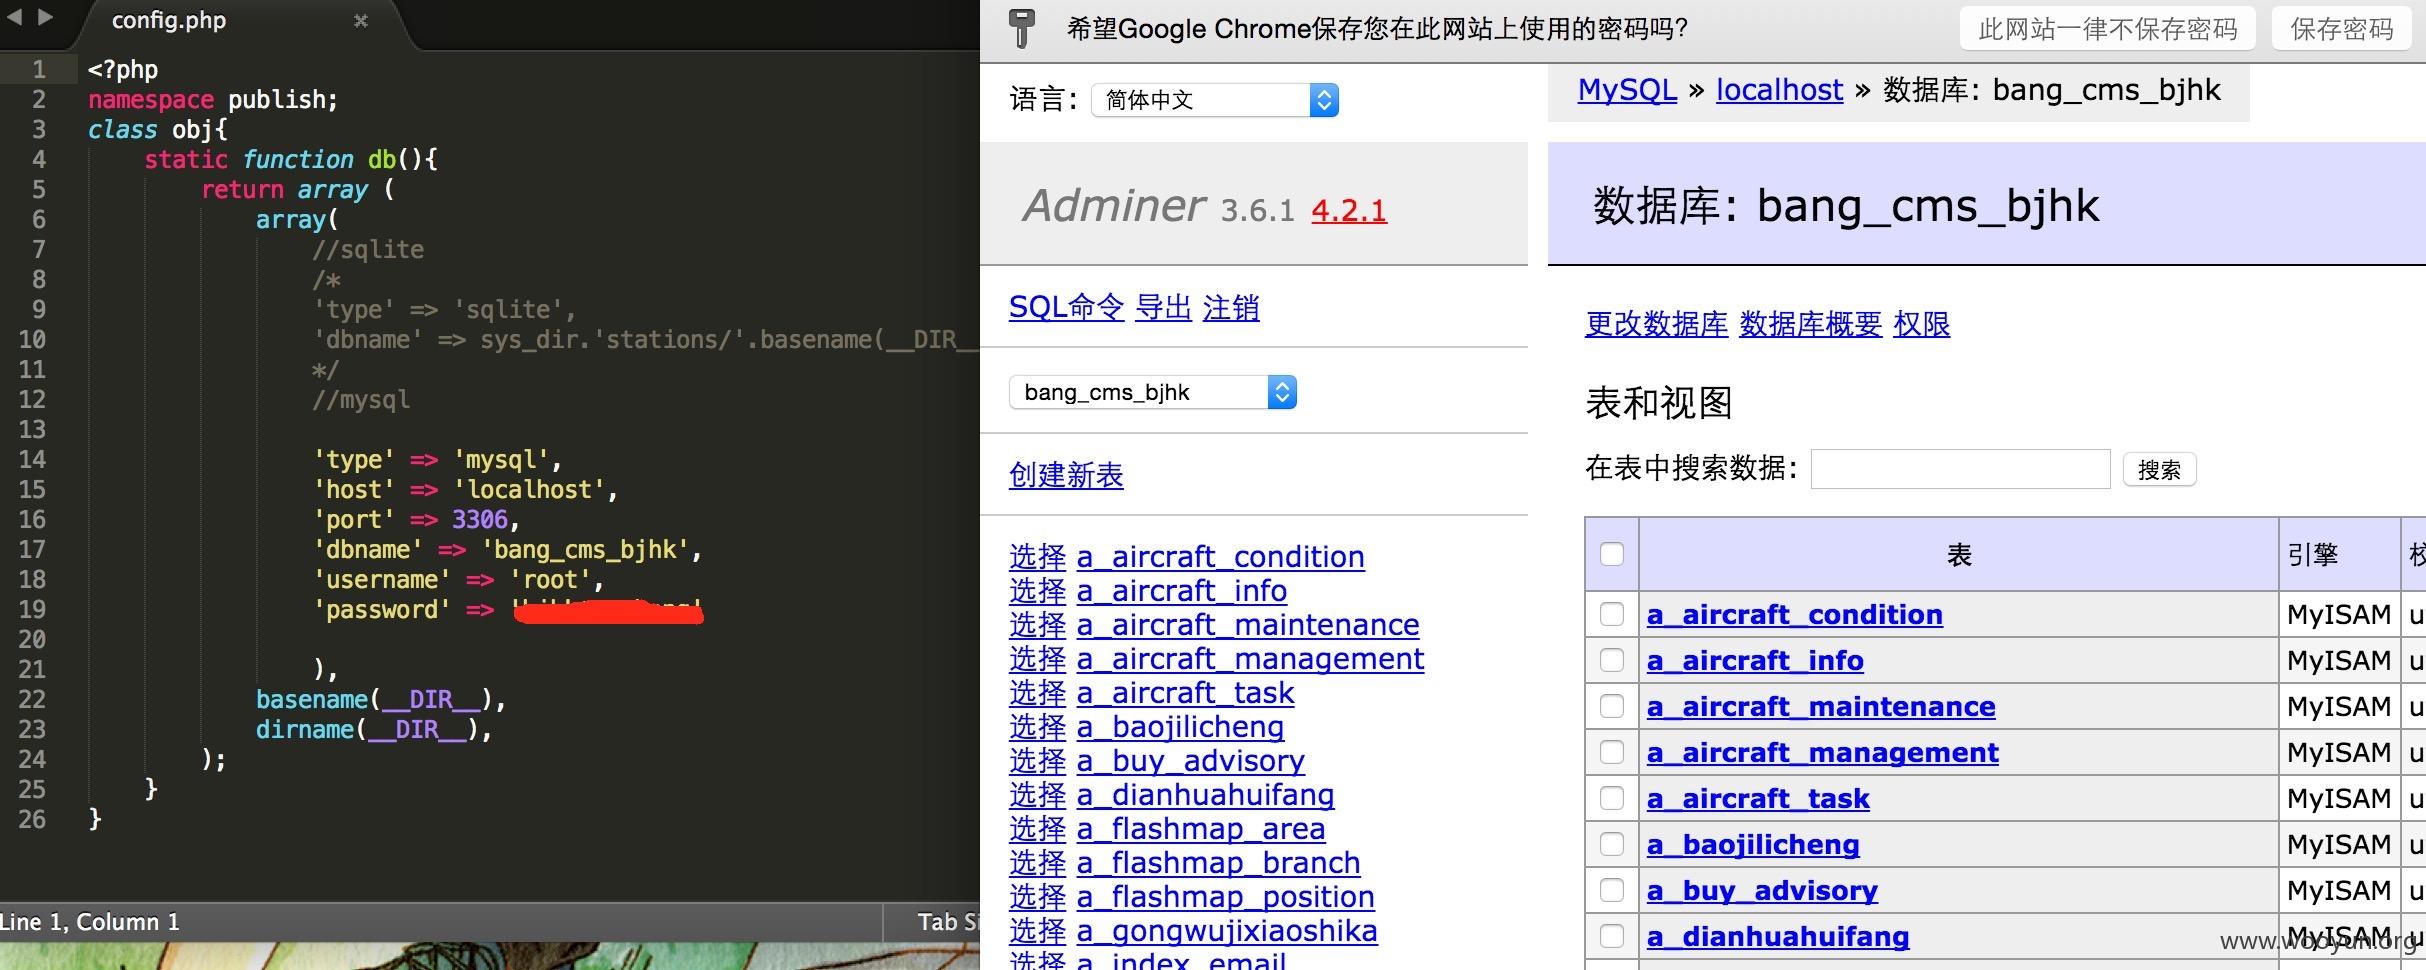 config.php
1 <?php
2 namespace publish;
3 class obj{
4 static function db(){
5 return array (
6 array(
7 //sqlite
8 /*
9 'type' => 'sqlite',
10 'dbname' => sys_dir.'stations/'.basename(__DIR__
11 */
12 //mysql
13
14 'type' => 'mysql',
15 'host' => 'localhost',
16 'port' => 3306,
17 'dbname' => 'bang_cms_bjhk',
18 'username' => 'root',
19 'password' =>
20
21 ),
22 basename(__DIR__),
23 dirname(__DIR__),
24 );
25 }
26 }
Line 1, Column 1
Tab
希望Google Chrome保存您在此网站上使用的密码吗?
此网站一律不保存密码
保存密码
语言: 简体中文
Adminer 3.6.1 4.2.1
SQL命令 导出 注销
bang_cms_bjhk
创建新表
选择 a_aircraft_condition
选择 a_aircraft_info
选择 a_aircraft_maintenance
选择 a_aircraft_management
选择 a_aircraft_task
选择 a_baojilicheng
选择 a_buy_advisory
选择 a_dianhuahuifang
选择 a_flashmap_area
选择 a_flashmap_branch
选择 a_flashmap_position
选择 a_gongwujixiaoshika
选择 a_index_email
MySQL » localhost » 数据库: bang_cms_bjhk
数据库: bang_cms_bjhk
更改数据库 数据库概要 权限
表和视图
在表中搜索数据: 搜索
表 引擎
a_aircraft_condition MyISAM u
a_aircraft_info MyISAM u
a_aircraft_maintenance MyISAM u
a_aircraft_management MyISAM u
a_aircraft_task MyISAM u
a_baojilicheng MyISAM u
a_buy_advisory MyISAM u
a_dianhuahuifang MyISAM u
www.wooyun.org